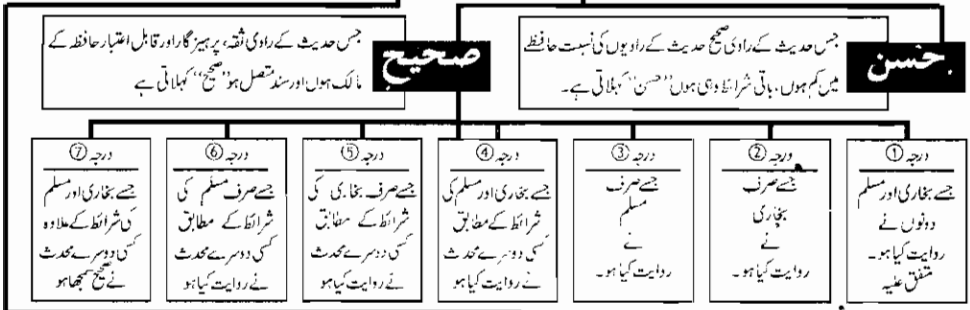 حَسن
جس حدیث کے راوی صحیح حدیث کے راویوں کی نسبت حافظے
میں کم ہوں، باقی شرائط وہی ہوں ”حسن“ کہلاتی ہے۔
صحیح
جس حدیث کے راوی ثقہ، پرہیزگار اور قابل اعتبار حافظہ کے
مالک ہوں اور سند متصل ہو ”صحیح“ کہلاتی ہے
درجہ ①
جسے بخاری اور مسلم
دونوں نے
روایت کیا ہو۔
متفق علیہ
درجہ ②
جسے صرف
بخاری
نے
روایت کیا ہو۔
درجہ ③
جسے صرف
مسلم
نے
روایت کیا ہو۔
درجہ ④
جسے بخاری اور مسلم کی
شرائط کے مطابق
کسی دوسرے محدث
نے روایت کیا ہو
درجہ ⑤
جسے صرف بخاری کی
شرائط کے مطابق
کسی دوسرے محدث
نے روایت کیا ہو
درجہ ⑥
جسے صرف مسلم کی
شرائط کے مطابق
کسی دوسرے محدث
نے روایت کیا ہو
درجہ ⑦
جسے بخاری اور مسلم
کی شرائط کے علاوہ
کسی دوسرے محدث
نے صحیح سمجھا ہو